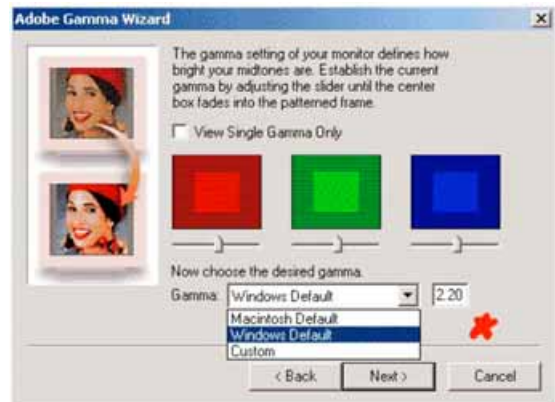 Adobe Gamma Wizard
The gamma setting of your monitor defines how
bright your midtones are. Establish the current
gamma by adjusting the slider until the center
box fades into the patterned frame.
View Single Gamma Only
Now choose the desired gamma.
Gamma: Windows Default 2.20
Macintosh Default
Windows Default
Custom
< Back Next > Cancel